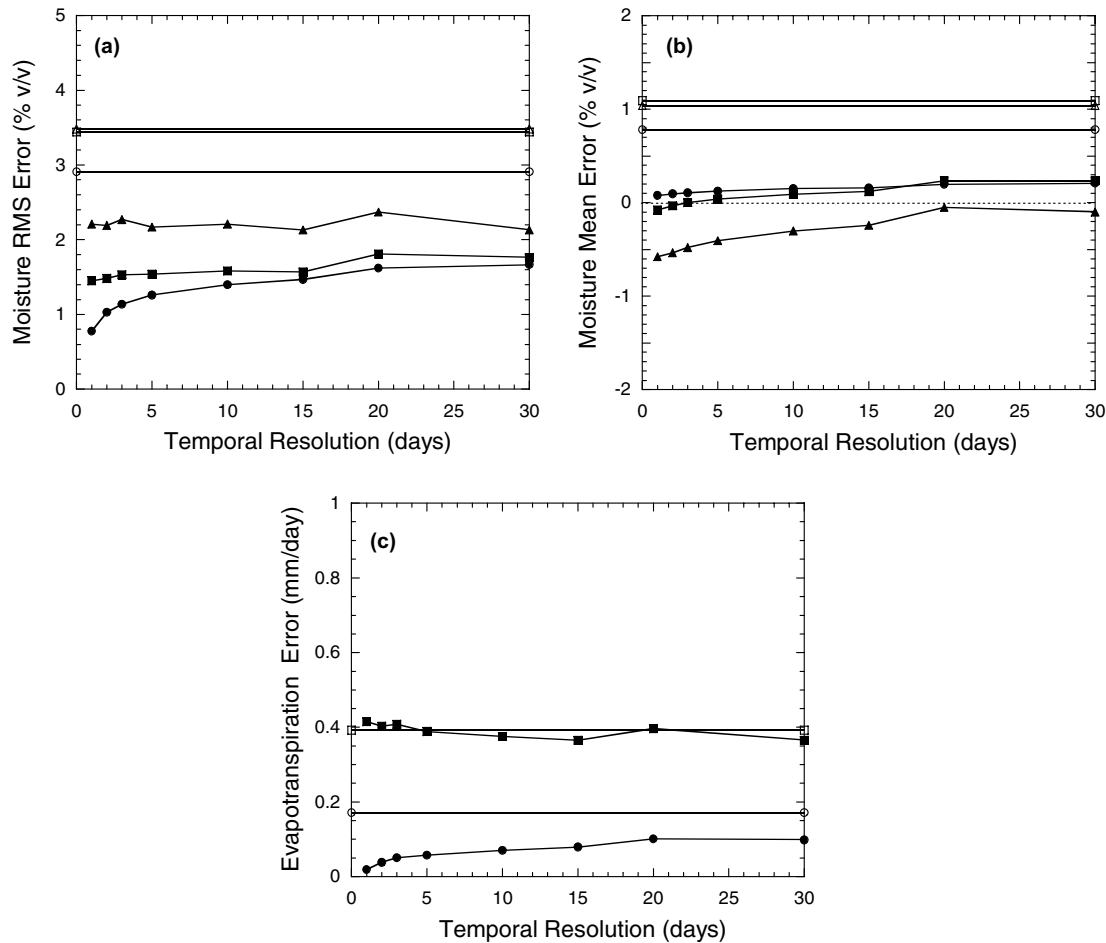 (a)
Moisture RMS Error (% v/v)
5
4
3
2
1
0
0 5 10 15 20 25 30
Temporal Resolution (days)
(b)
Moisture Mean Error (% v/v)
2
1
0
-1
-2
0 5 10 15 20 25 30
Temporal Resolution (days)
(c)
Evapotranspiration Error (mm/day)
1
0.8
0.6
0.4
0.2
0
0 5 10 15 20 25 30
Temporal Resolution (days)